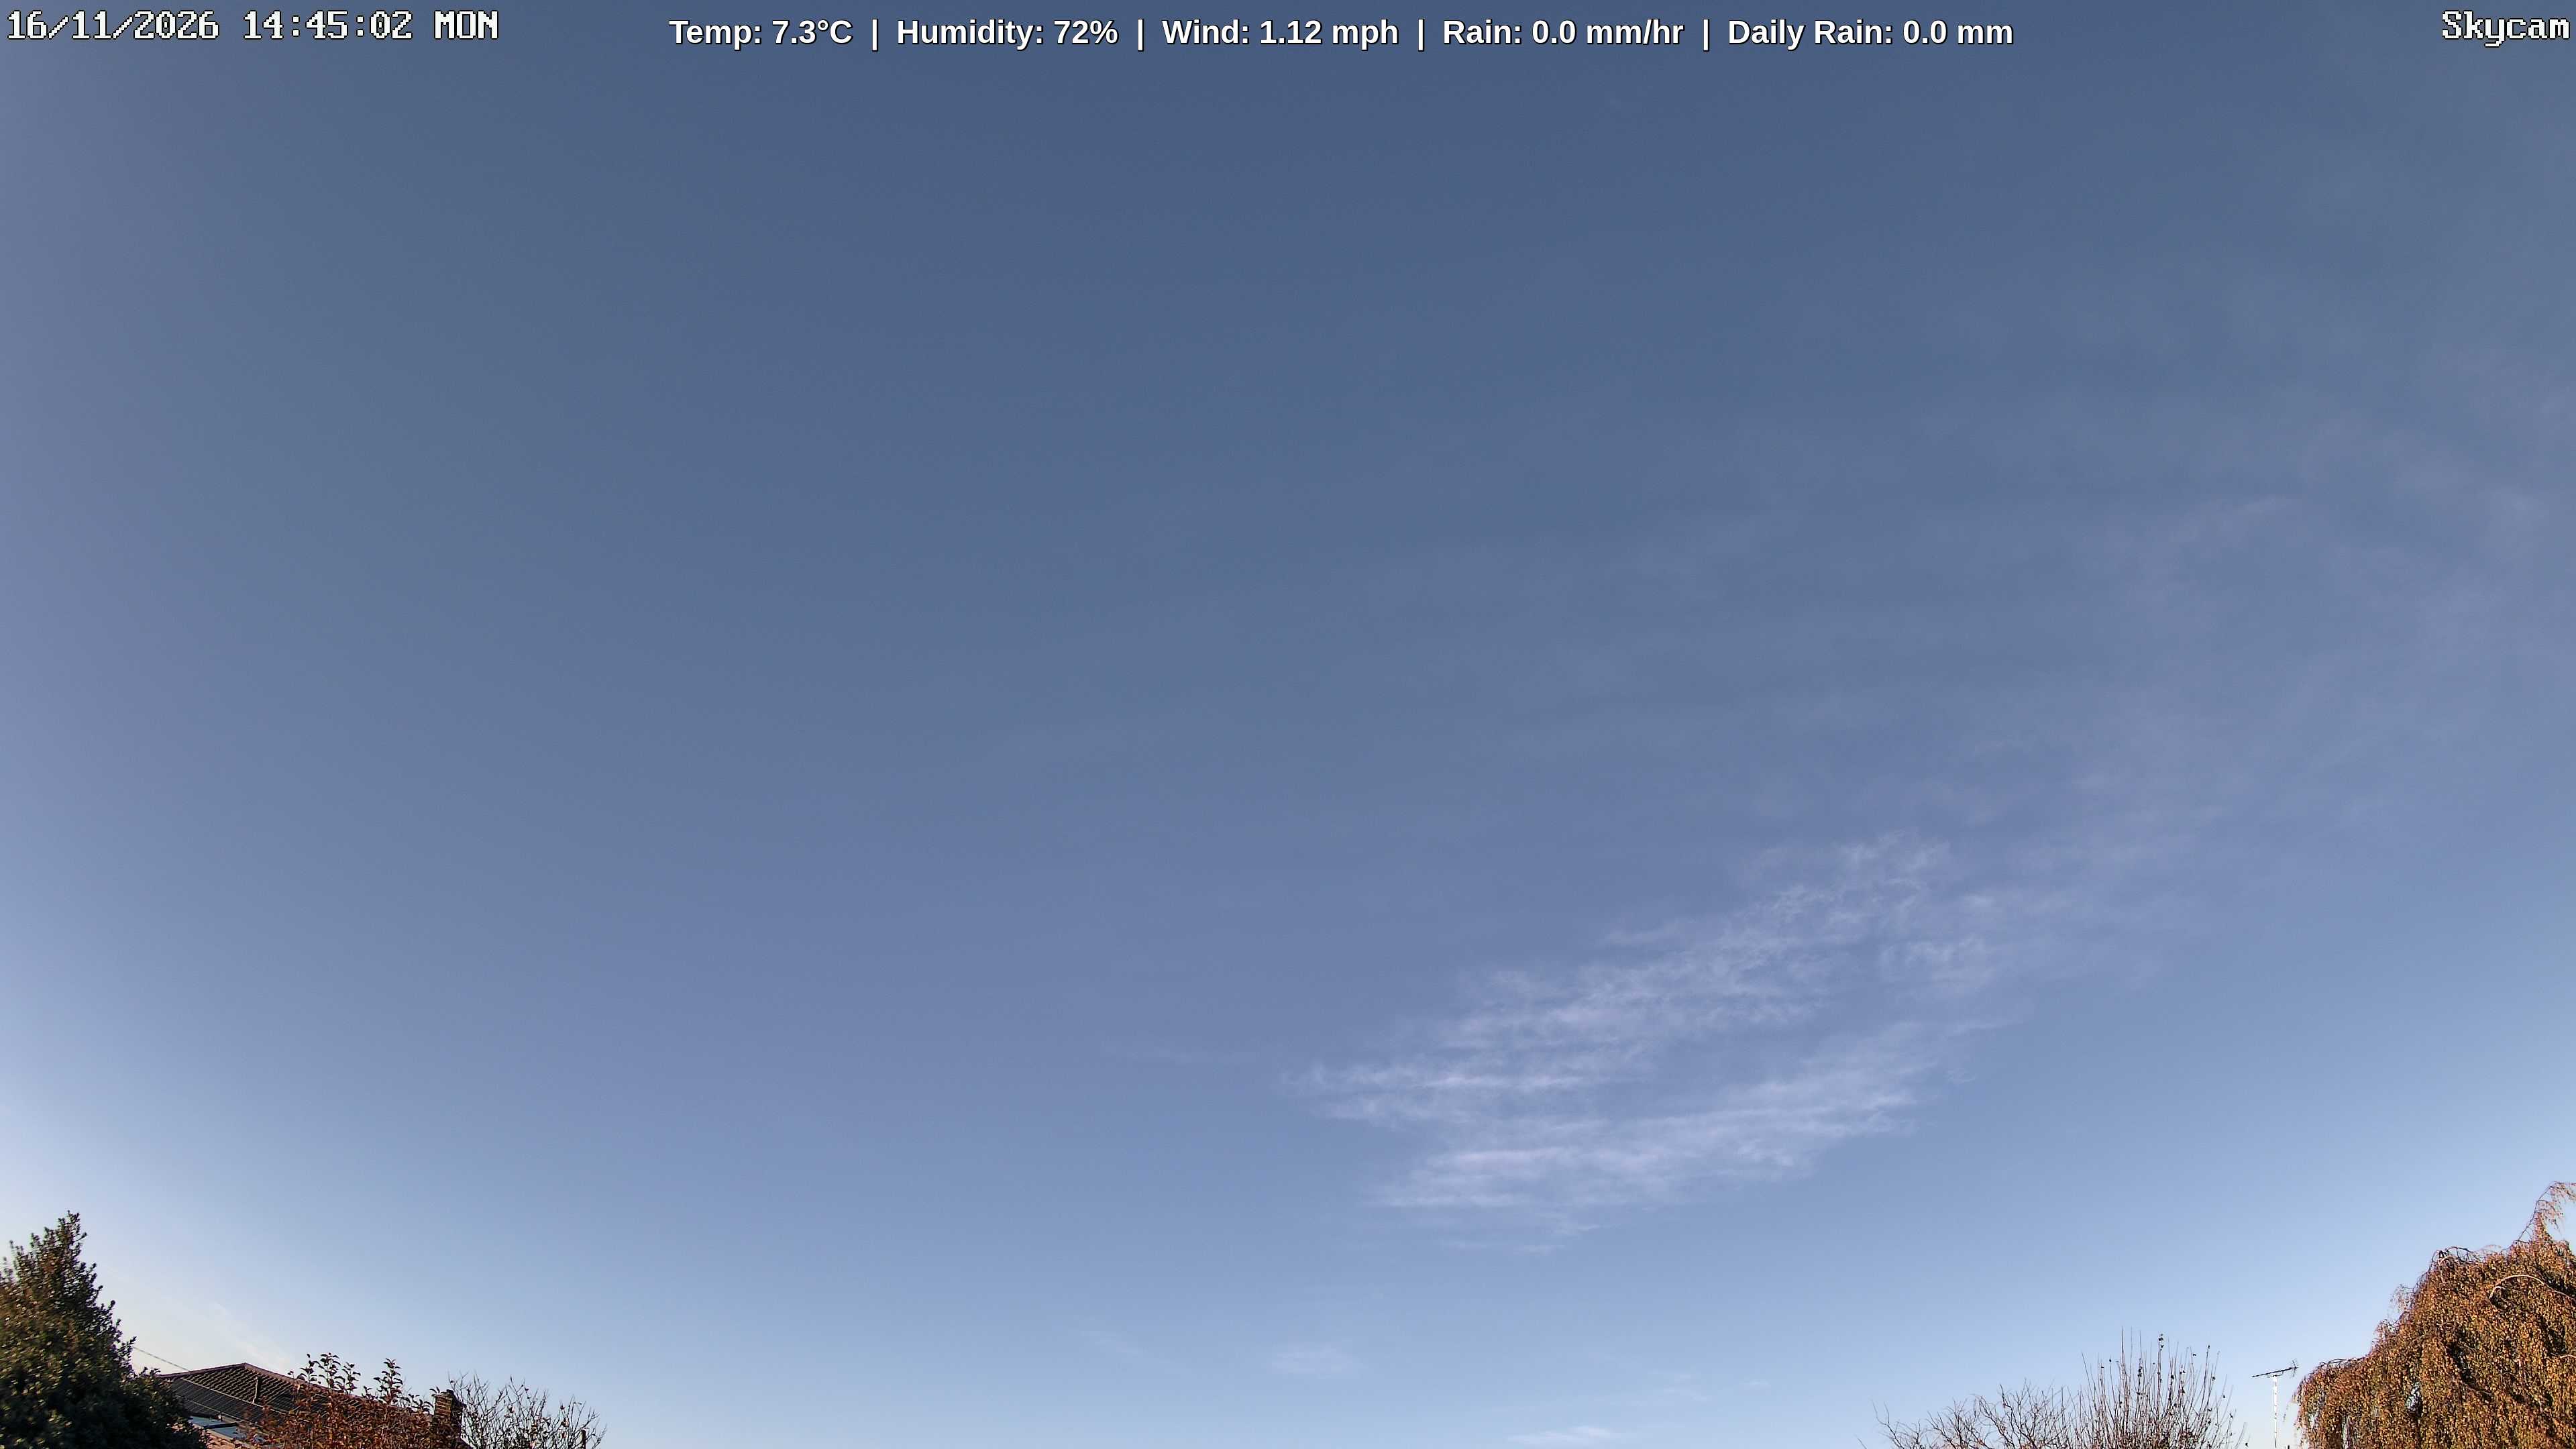 16/11/2026 14:45:02 MON
Temp: 7.3°C | Humidity: 72% | Wind: 1.12 mph | Rain: 0.0 mm/hr | Daily Rain: 0.0 mm
Skycam